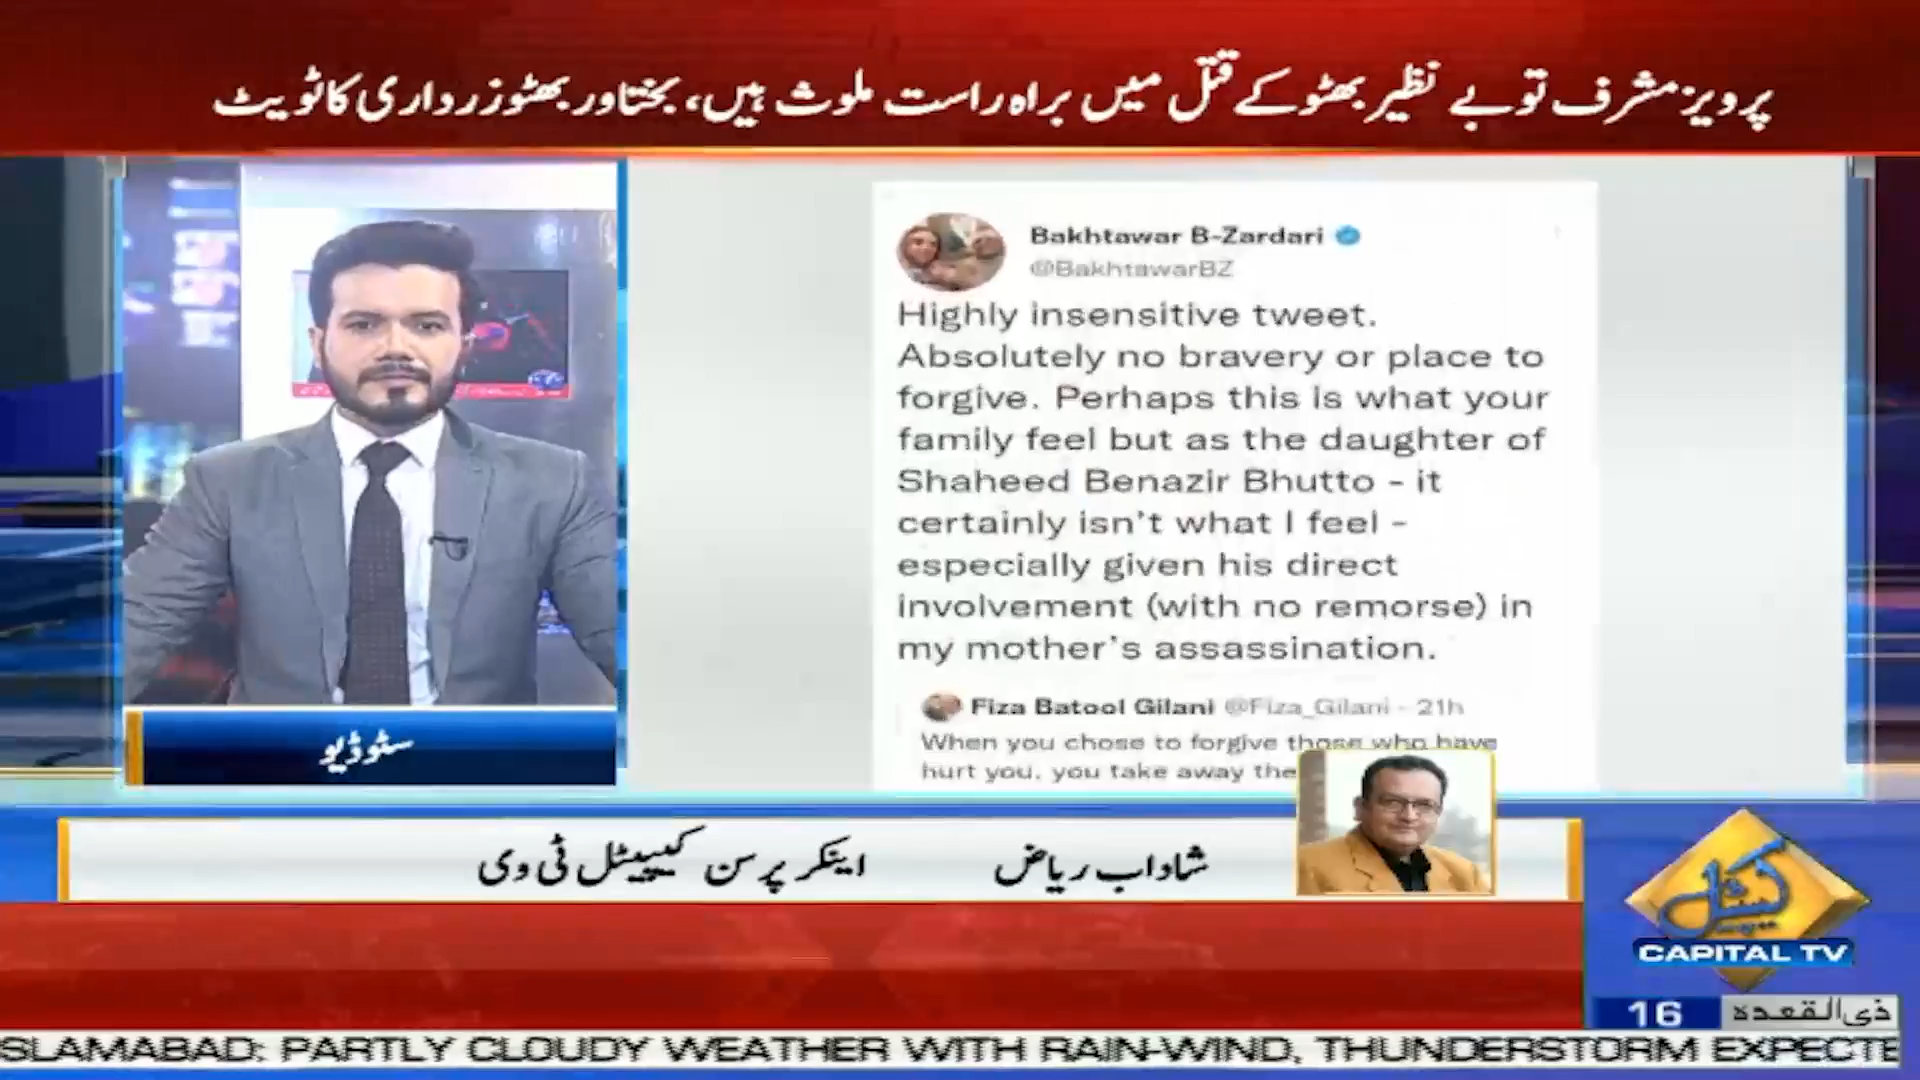 پرویز مشرف تو بے نظیر بھٹو کے قتل میں براہ راست ملوث ہیں، بختاور بھٹو زرداری کا ٹویٹ
Bakhtawar B-Zardari
@BakhtawarBZ
Highly insensitive tweet.
Absolutely no bravery or place to
forgive. Perhaps this is what your
family feel but as the daughter of
Shaheed Benazir Bhutto - it
certainly isn't what I feel -
especially given his direct
involvement (with no remorse) in
my mother's assassination.
Fiza Batool Gilani @Fiza_Gilani - 21h
When you chose to forgive those who have
hurt you, you take away the
سٹوڈیو
شاداب ریاض اینکر پرسن کیپیٹل ٹی وی
کیپیٹل
CAPITAL TV
16 ذی القعدہ
SLAMABAD: PARTLY CLOUDY WEATHER WITH RAIN-WIND, THUNDERSTORM EXPECTE